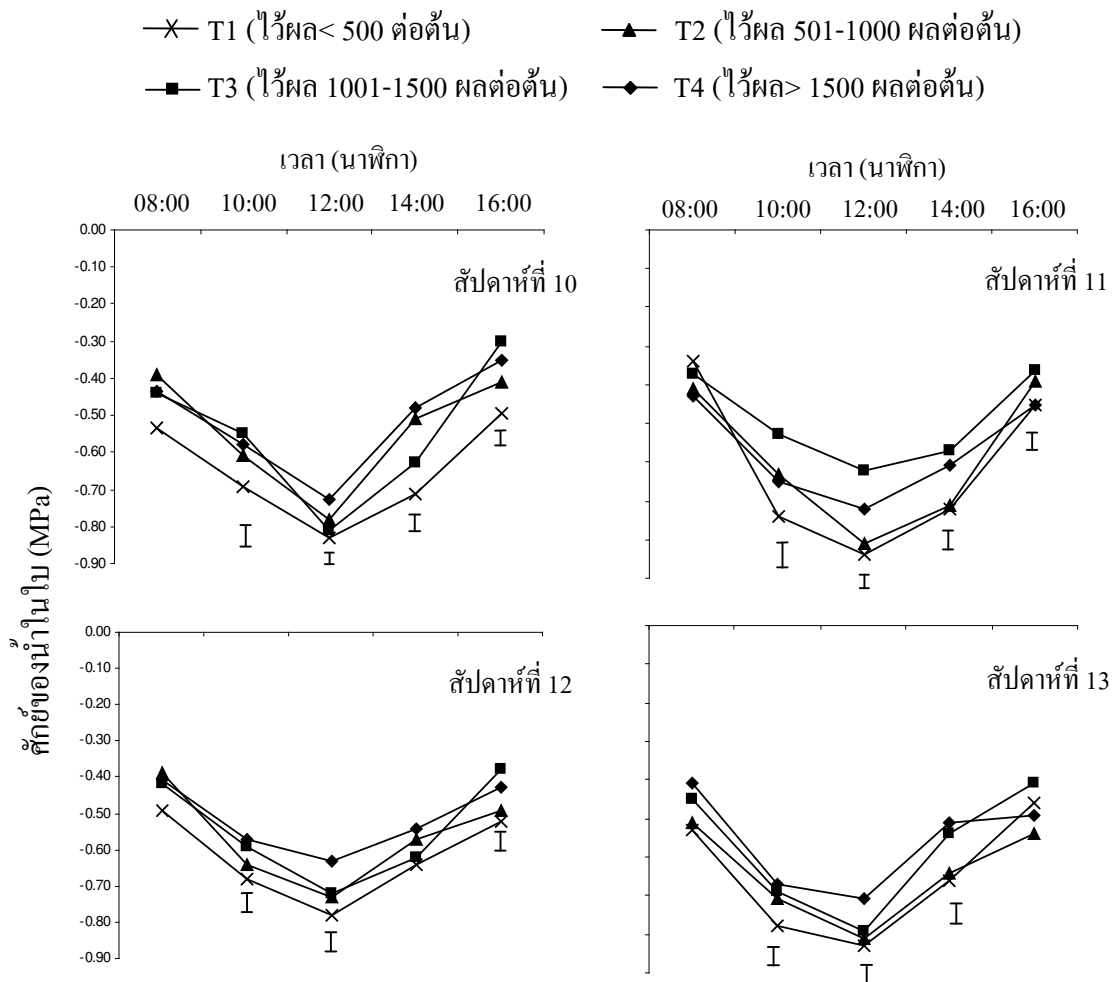 T1 (ไว้ผล< 500 ต่อต้น)
T2 (ไว้ผล 501-1000 ผลต่อต้น)
T3 (ไว้ผล 1001-1500 ผลต่อต้น)
T4 (ไว้ผล> 1500 ผลต่อต้น)
เวลา (นาฬิกา)
08:00 10:00 12:00 14:00 16:00
0.00
-0.10
-0.20
-0.30
-0.40
-0.50
-0.60
-0.70
-0.80
-0.90
สัปดาห์ที่ 10
เวลา (นาฬิกา)
08:00 10:00 12:00 14:00 16:00
สัปดาห์ที่ 11
ศักย์ของน้ำในใบ (MPa)
0.00
-0.10
-0.20
-0.30
-0.40
-0.50
-0.60
-0.70
-0.80
-0.90
สัปดาห์ที่ 12
สัปดาห์ที่ 13